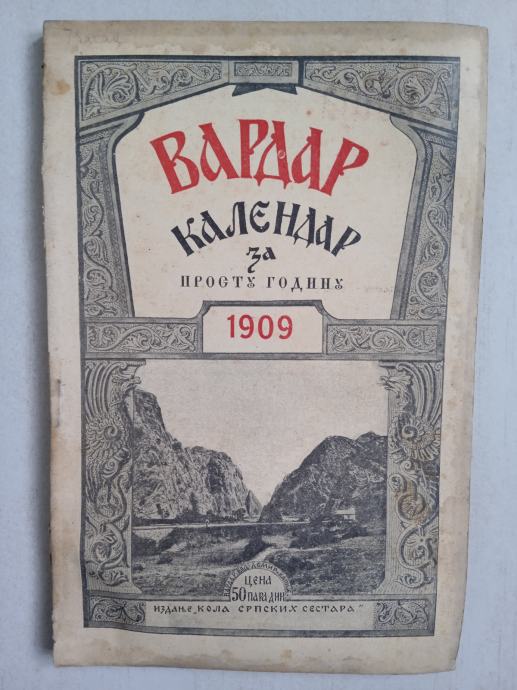 ВАРДАР
КАЛЕНДАР
за
ПРОСТУ ГОДИНУ
1909
ЦЕНА
50 ПАРА ДИН.
ИЗДАЊЕ „КОЛА СРПСКИХ СЕСТАРА“